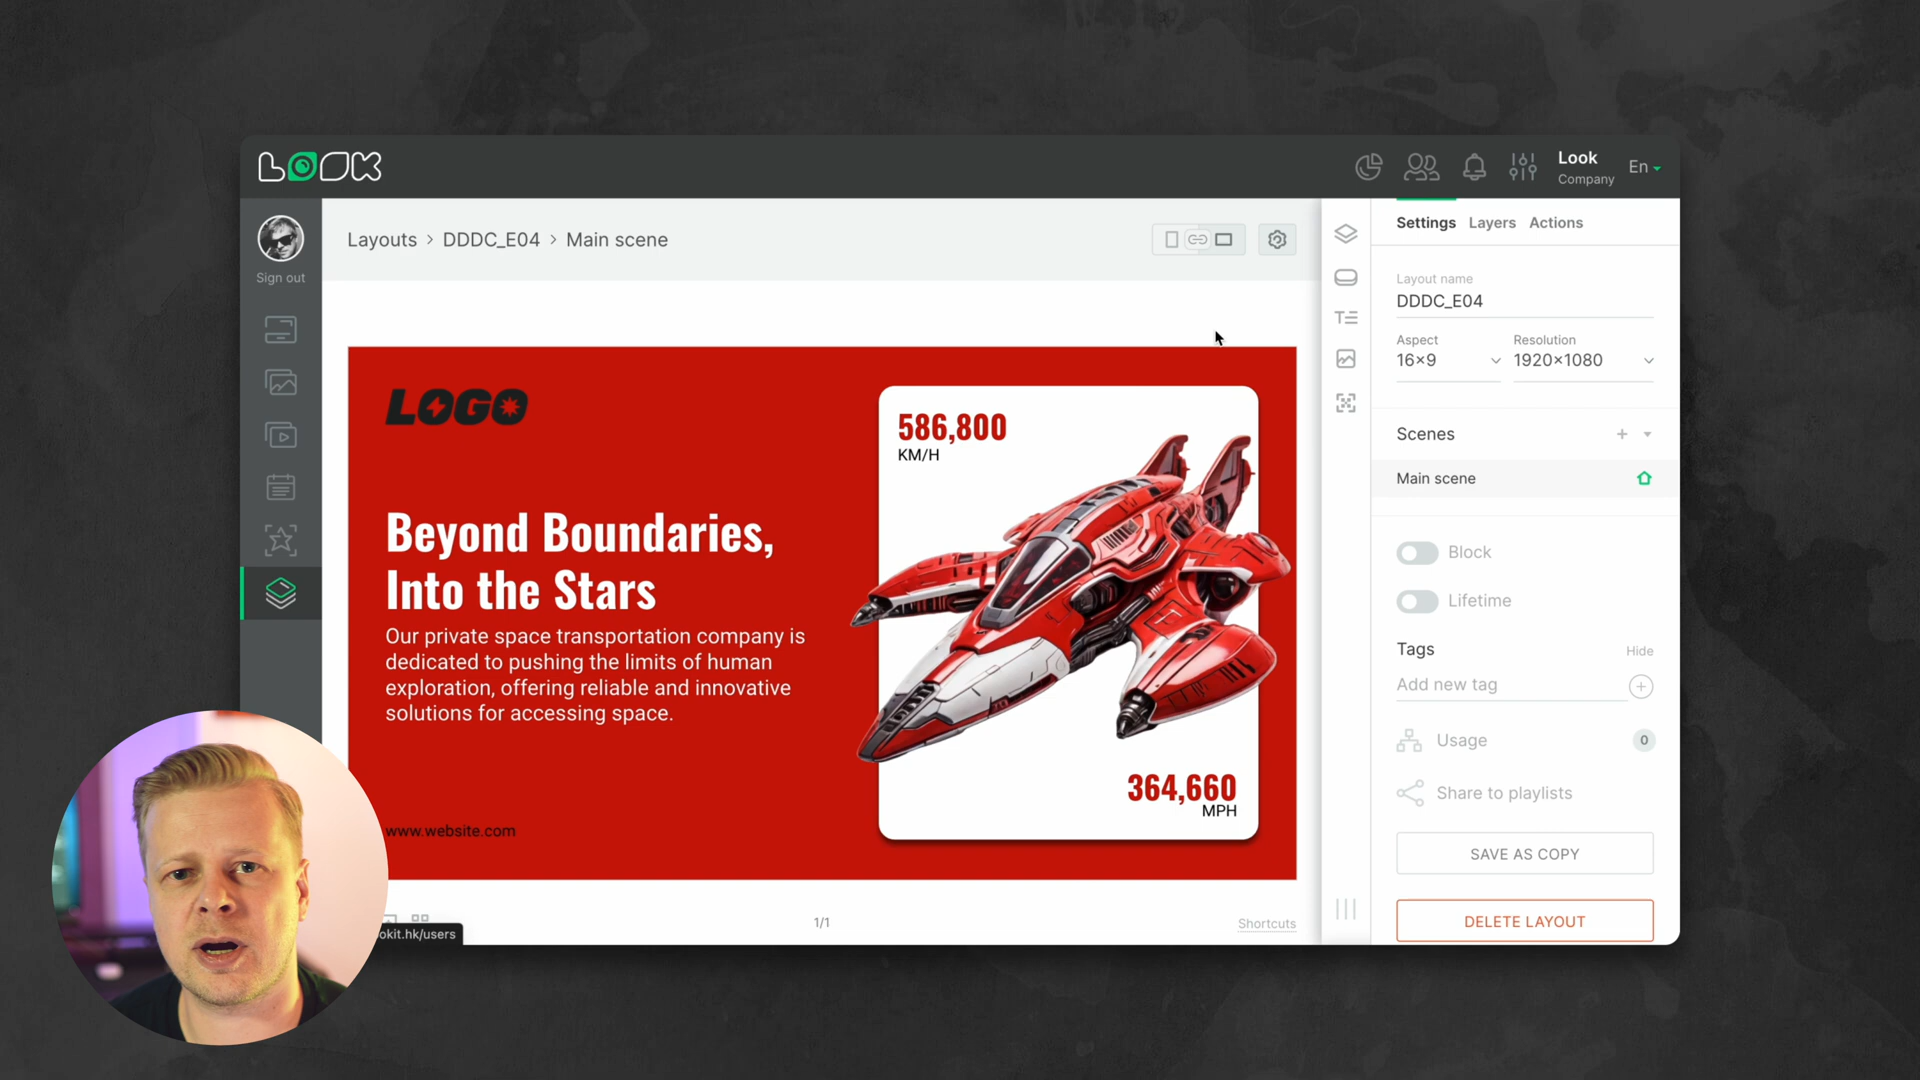 LOOK
Look
Company
En
Sign out
Layouts > DDDC_E04 > Main scene
Settings Layers Actions
Layout name
DDDC_E04
Aspect
16×9
Resolution
1920×1080
Scenes
Main scene
Block
Lifetime
Tags
Hide
Add new tag
Usage
0
Share to playlists
SAVE AS COPY
DELETE LAYOUT
LOGO
Beyond Boundaries,
Into the Stars
Our private space transportation company is
dedicated to pushing the limits of human
exploration, offering reliable and innovative
solutions for accessing space.
www.website.com
586,800
KM/H
364,660
MPH
okit.hk/users
1/1
Shortcuts